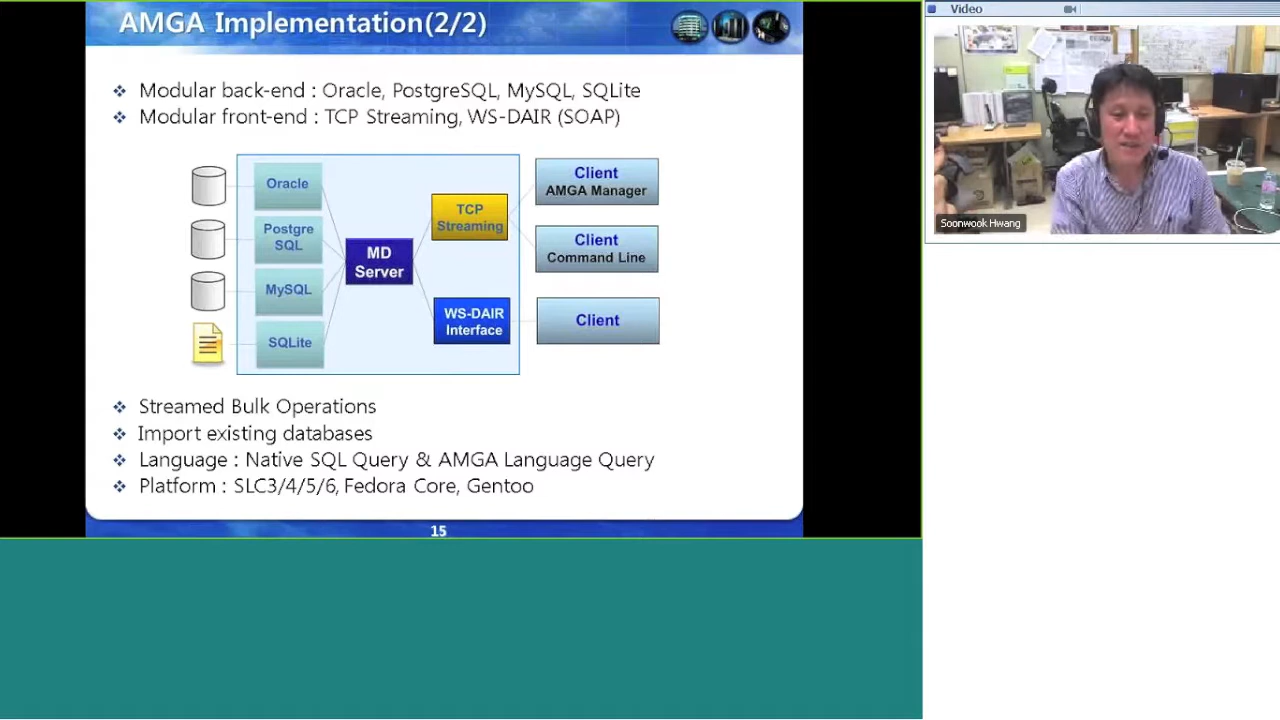 AMGA Implementation(2/2)
Video
Modular back-end : Oracle, PostgreSQL, MySQL, SQLite
Modular front-end : TCP Streaming, WS-DAIR (SOAP)
Oracle
Postgre
SQL
MySQL
SQLite
MD
Server
TCP
Streaming
WS-DAIR
Interface
Client
AMGA Manager
Client
Command Line
Client
Soonwook Hwang
Streamed Bulk Operations
Import existing databases
Language : Native SQL Query & AMGA Language Query
Platform : SLC3/4/5/6, Fedora Core, Gentoo
15